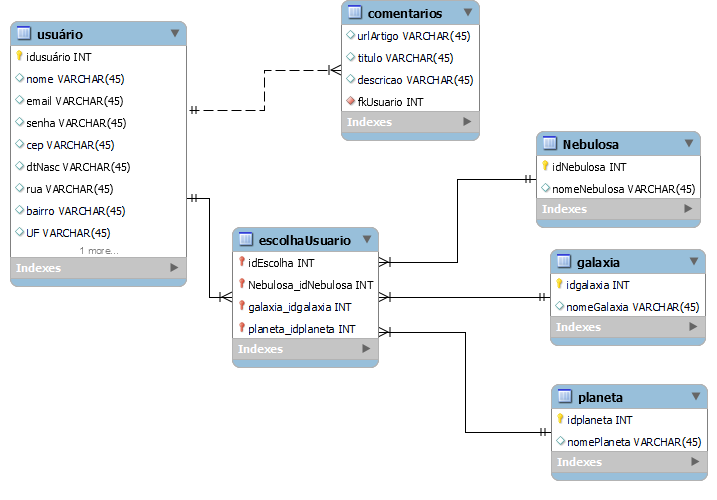 usuário
idusuário INT
nome VARCHAR(45)
email VARCHAR(45)
senha VARCHAR(45)
cep VARCHAR(45)
dtNasc VARCHAR(45)
rua VARCHAR(45)
bairro VARCHAR(45)
UF VARCHAR(45)
1 more...
Indexes
comentarios
urlArtigo VARCHAR(45)
titulo VARCHAR(45)
descricao VARCHAR(45)
fkUsuario INT
Indexes
escolhaUsuario
idEscolha INT
Nebulosa_idNebulosa INT
galaxia_idgalaxia INT
planeta_idplaneta INT
Indexes
Nebulosa
idNebulosa INT
nomeNebulosa VARCHAR(45)
Indexes
galaxia
idgalaxia INT
nomeGalaxia VARCHAR(45)
Indexes
planeta
idplaneta INT
nomePlaneta VARCHAR(45)
Indexes